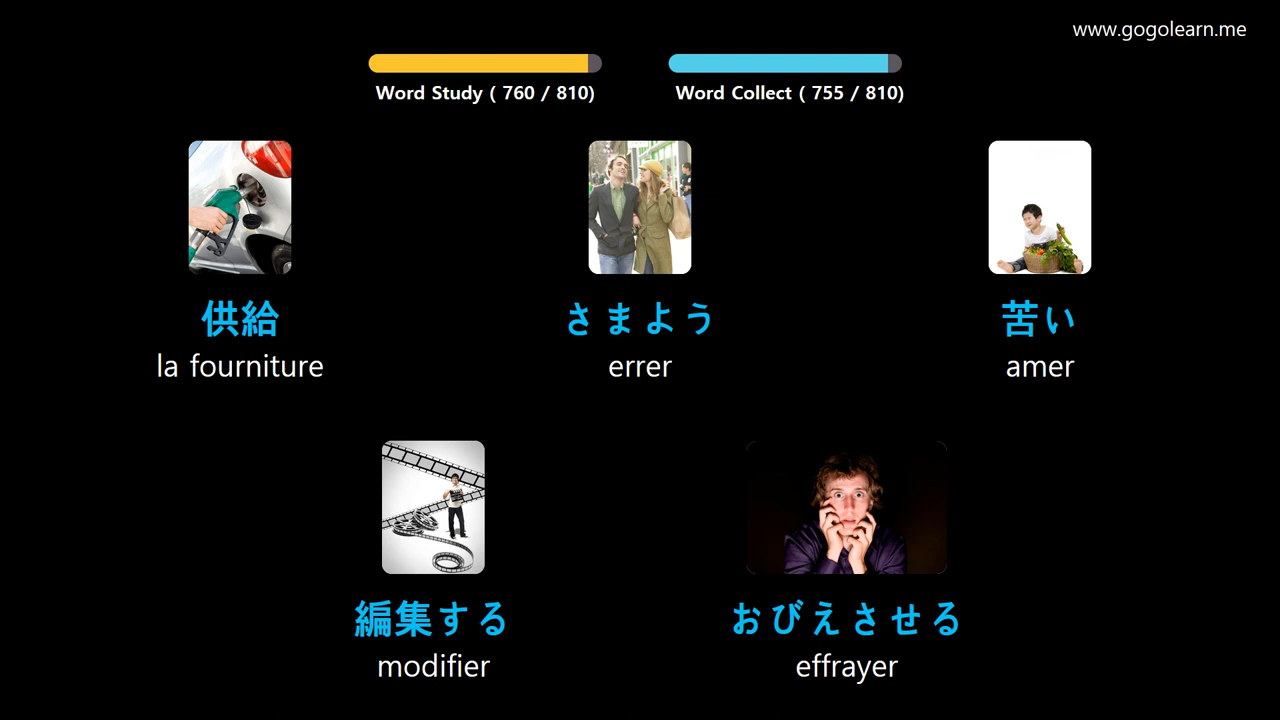 www.gogolearn.me
Word Study ( 760 / 810)
Word Collect ( 755 / 810)
供給
la fourniture
さまよう
errer
苦い
amer
編集する
modifier
おびえさせる
effrayer